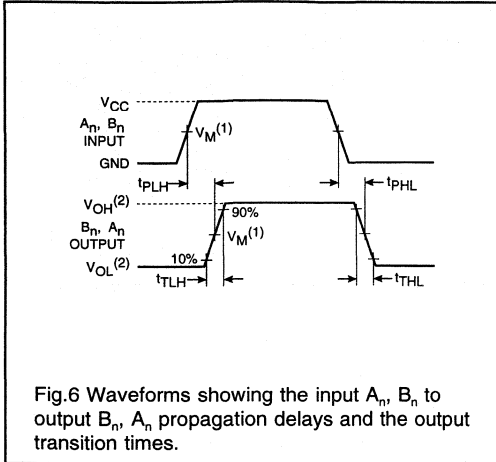 V_CC
A_n, B_n
INPUT
V_M^(1)
GND
t_PLH
t_PHL
V_OH^(2)
90%
B_n, A_n
OUTPUT
V_M^(1)
10%
V_OL^(2)
t_TLH
t_THL
Fig.6 Waveforms showing the input A_n, B_n to
output B_n, A_n propagation delays and the output
transition times.